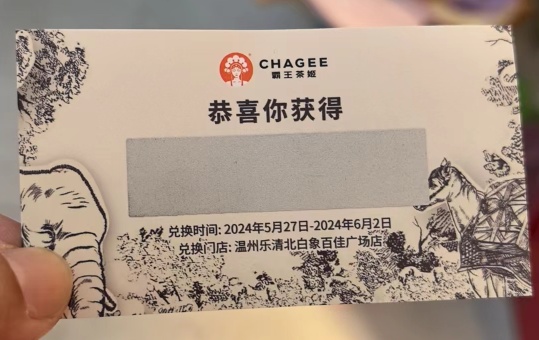 CHAGEE
霸王茶姬
恭喜你获得
兑换时间: 2024年5月27日-2024年6月2日
兑换门店: 温州乐清北白象百佳广场店